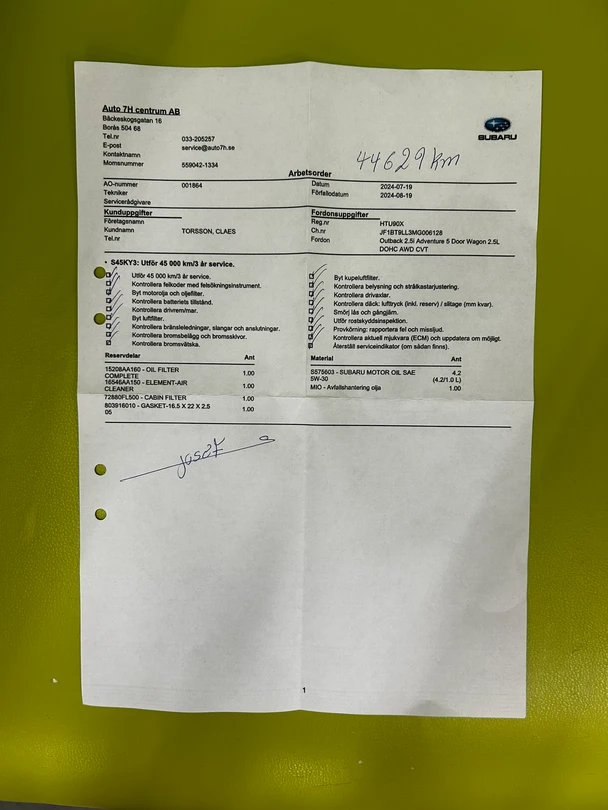 Auto 7H centrum AB
Bäckeskogsgatan 16
Borås 504 68
Tel.nr 033-205257
E-post service@auto7h.se
Kontaktnamn
Momsnummer 559042-1334
SUBARU
44629 km
Arbetsorder
AO-nummer 001864
Tekniker
Servicerådgivare
Datum 2024-07-19
Förfallodatum 2024-08-19
Kunduppgifter
Företagsnamn
Kundnamn TORSSON, CLAES
Tel.nr
Fordonsuppgifter
Reg.nr HTU90X
Ch.nr JF1BT9LL3MG006128
Fordon Outback 2.5i Adventure 5 Door Wagon 2.5L
DOHC AWD CVT
• S45KY3: Utför 45 000 km/3 år service.
Utför 45 000 km/3 år service.
Kontrollera felkoder med felsökningsinstrument.
Byt motorolja och oljefilter.
Kontrollera batteriets tillstånd.
Kontrollera drivrem/mar.
Byt luftfilter.
Kontrollera bränsleledningar, slangar och anslutningar.
Kontrollera bromsbelägg och bromsskivor.
Kontrollera bromsvätska.
Byt kupeluftfilter.
Kontrollera belysning och strålkastarjustering.
Kontrollera drivaxlar.
Kontrollera däck: lufttryck (inkl. reserv) / slitage (mm kvar).
Smörj lås och gångjärn.
Utför rostskyddsinspektion.
Provkörning: rapportera fel och missljud.
Kontrollera aktuell mjukvara (ECM) och uppdatera om möjligt.
Återställ serviceindikator (om sådan finns).
Reservdelar Ant
15208AA160 - OIL FILTER 1.00
COMPLETE
16546AA150 - ELEMENT-AIR 1.00
CLEANER
72880FL500 - CABIN FILTER 1.00
803916010 - GASKET-16.5 X 22 X 2.5 1.00
05
Material Ant
S575603 - SUBARU MOTOR OIL SAE 4.2
5W-30 (4,2/1,0 L)
MIO - Avfallshantering olja 1.00
1